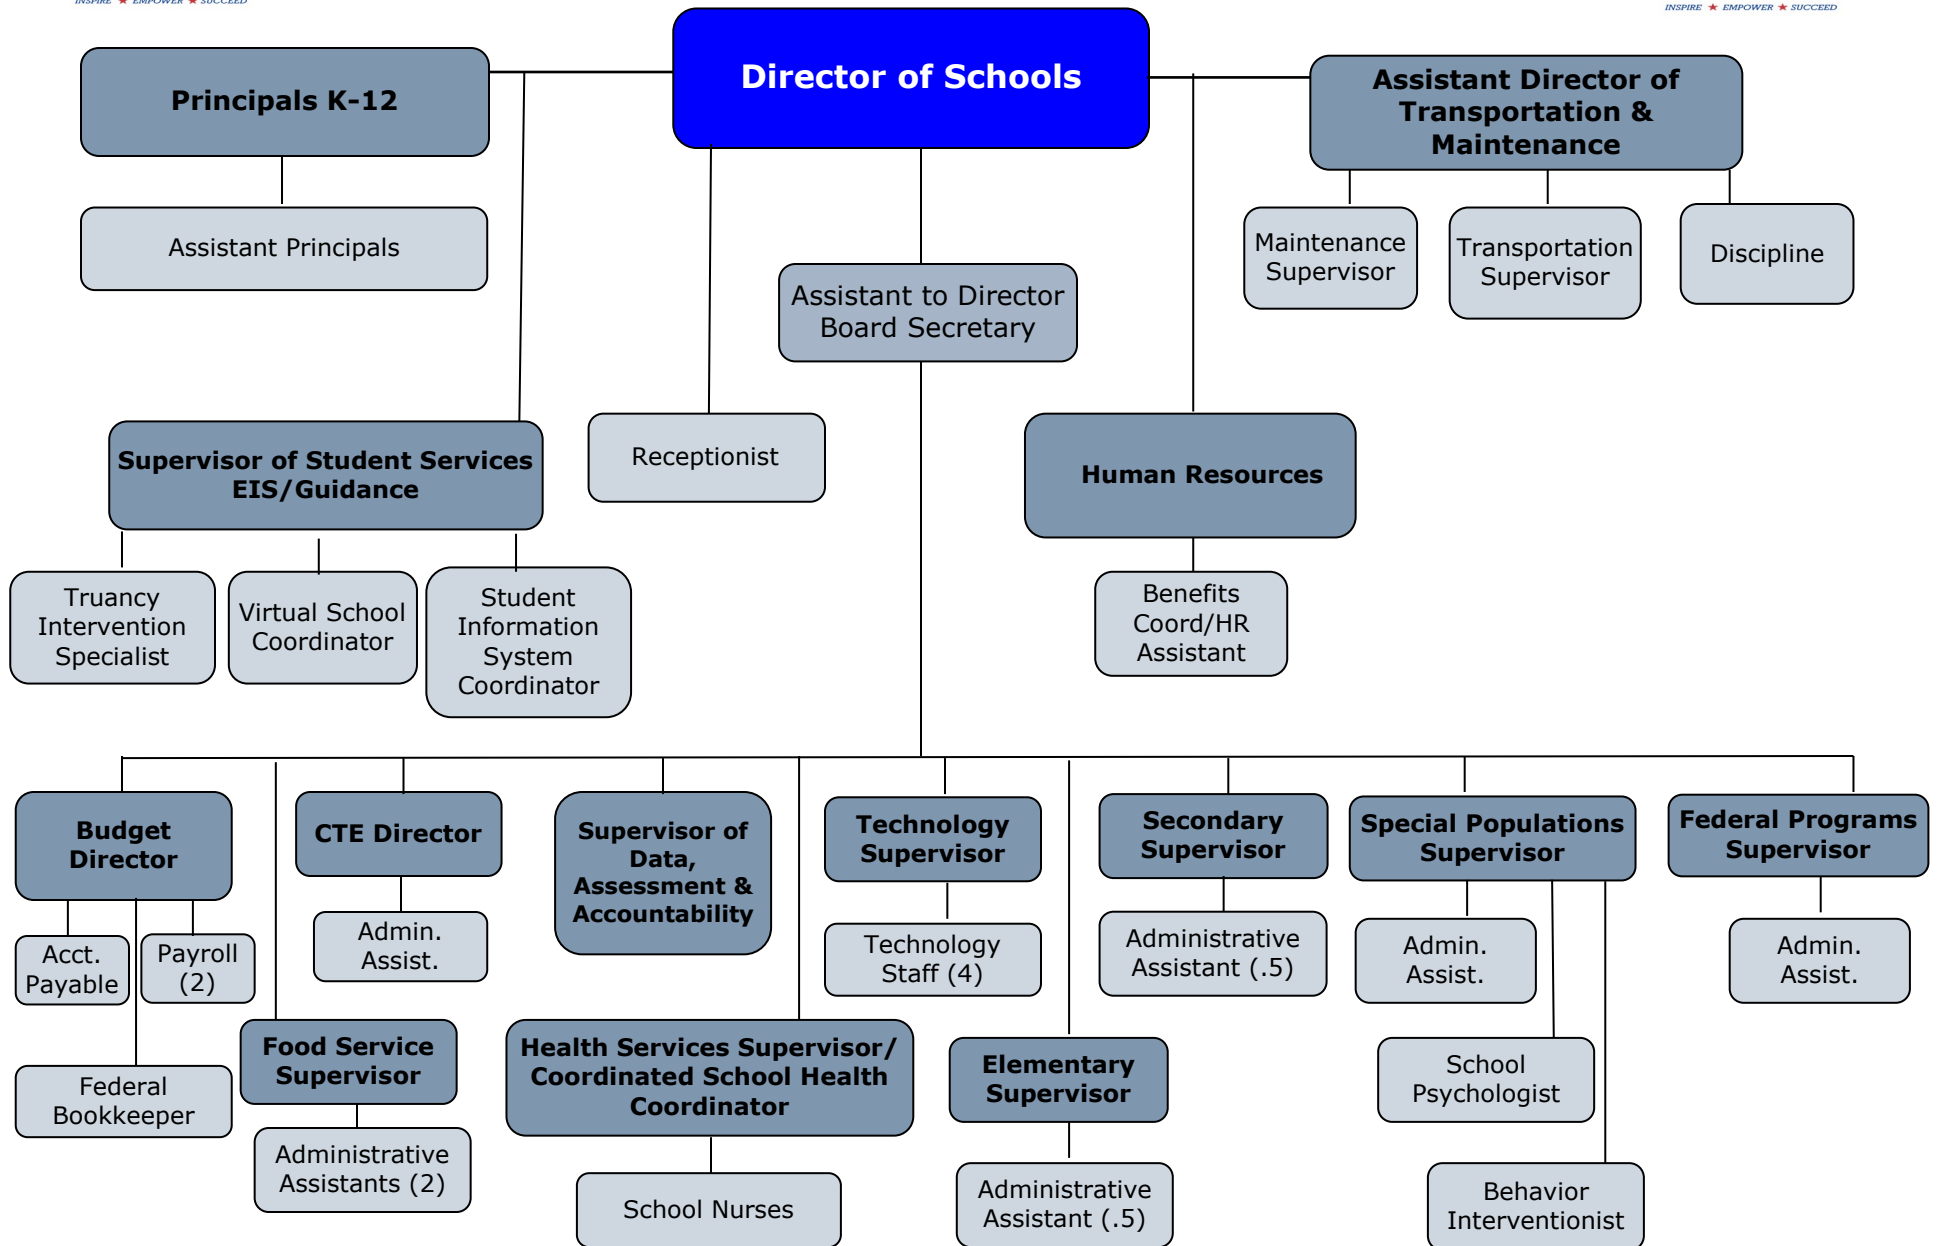 INSPIRE ★ EMPOWER ★ SUCCEED
INSPIRE ★ EMPOWER ★ SUCCEED
Director of Schools
Principals K-12
Assistant Director of
Transportation &
Maintenance
Assistant Principals
Maintenance
Supervisor
Transportation
Supervisor
Discipline
Assistant to Director
Board Secretary
Supervisor of Student Services
EIS/Guidance
Receptionist
Human Resources
Truancy
Intervention
Specialist
Virtual School
Coordinator
Student
Information
System
Coordinator
Benefits
Coord/HR
Assistant
Budget
Director
CTE Director
Supervisor of
Data,
Assessment &
Accountability
Technology
Supervisor
Secondary
Supervisor
Special Populations
Supervisor
Federal Programs
Supervisor
Acct.
Payable
Payroll
(2)
Admin.
Assist.
Technology
Staff (4)
Administrative
Assistant (.5)
Admin.
Assist.
Admin.
Assist.
Federal
Bookkeeper
Food Service
Supervisor
Health Services Supervisor/
Coordinated School Health
Coordinator
Elementary
Supervisor
School
Psychologist
Administrative
Assistants (2)
School Nurses
Administrative
Assistant (.5)
Behavior
Interventionist